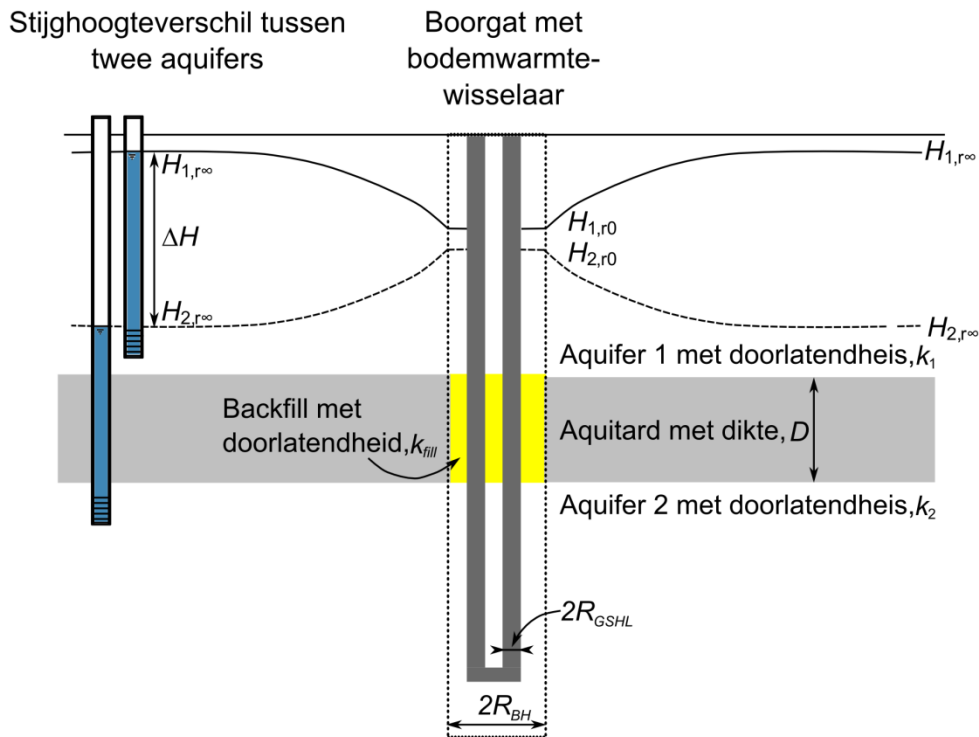 Stijghoogteverschil tussen
twee aquifers
Boorgat met
bodemwarmte-
wisselaar
H1,r∞
H1,r∞
ΔH
H1,r0
H2,r0
H2,r∞
H2,r∞
Aquifer 1 met doorlatendheis,k1
Backfill met
doorlatendheid,kfill
Aquitard met dikte, D
Aquifer 2 met doorlatendheis,k2
2RGSHL
2RBH